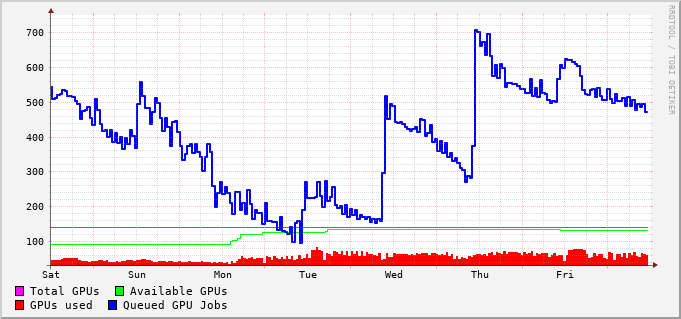 700
600
500
400
300
200
100
Sat Sun Mon Tue Wed Thu Fri
Total GPUs Available GPUs
GPUs used Queued GPU Jobs
RRDTOOL / TOBI OETIKER